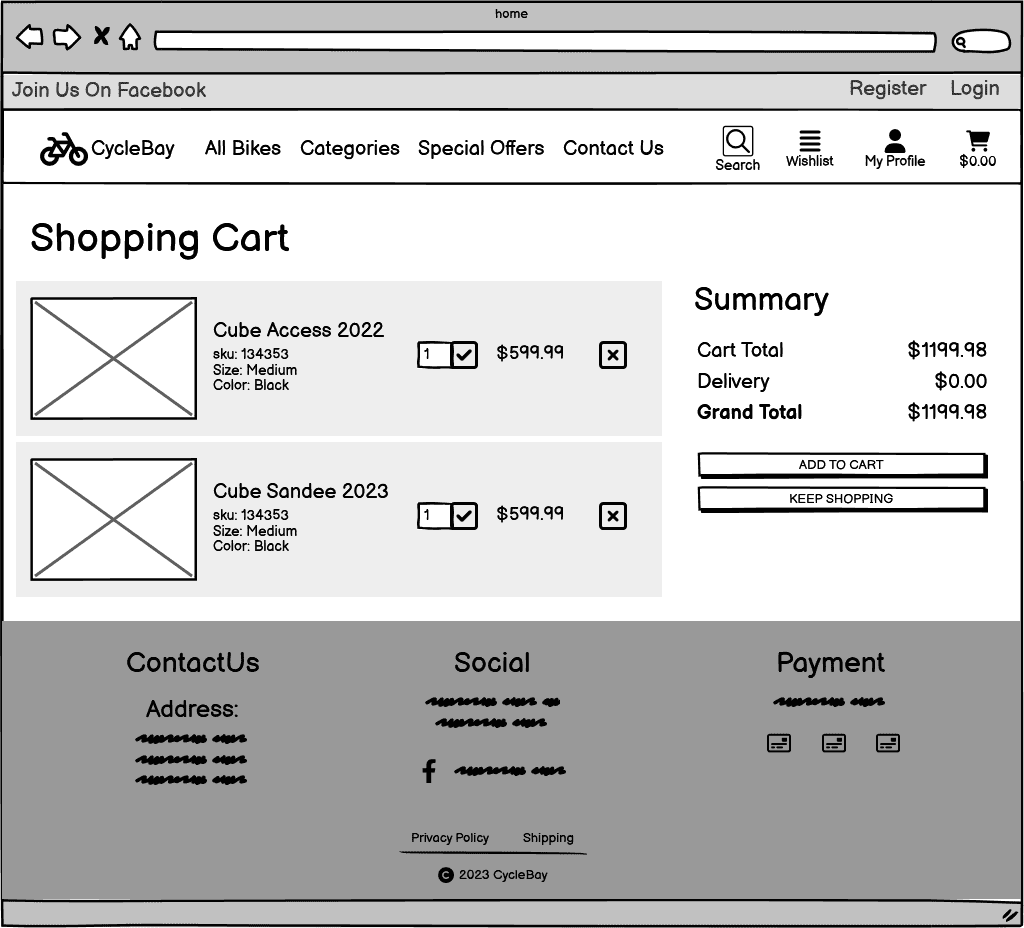 home
Join Us On Facebook
Register Login
CycleBay All Bikes Categories Special Offers Contact Us
Search Wishlist My Profile $0.00
Shopping Cart
Cube Access 2022
sku: 134353
Size: Medium
Color: Black
1 $599.99
Cube Sandee 2023
sku: 134353
Size: Medium
Color: Black
1 $599.99
Summary
Cart Total $1199.98
Delivery $0.00
Grand Total $1199.98
ADD TO CART
KEEP SHOPPING
ContactUs
Address:
Social
Payment
Privacy Policy Shipping
© 2023 CycleBay